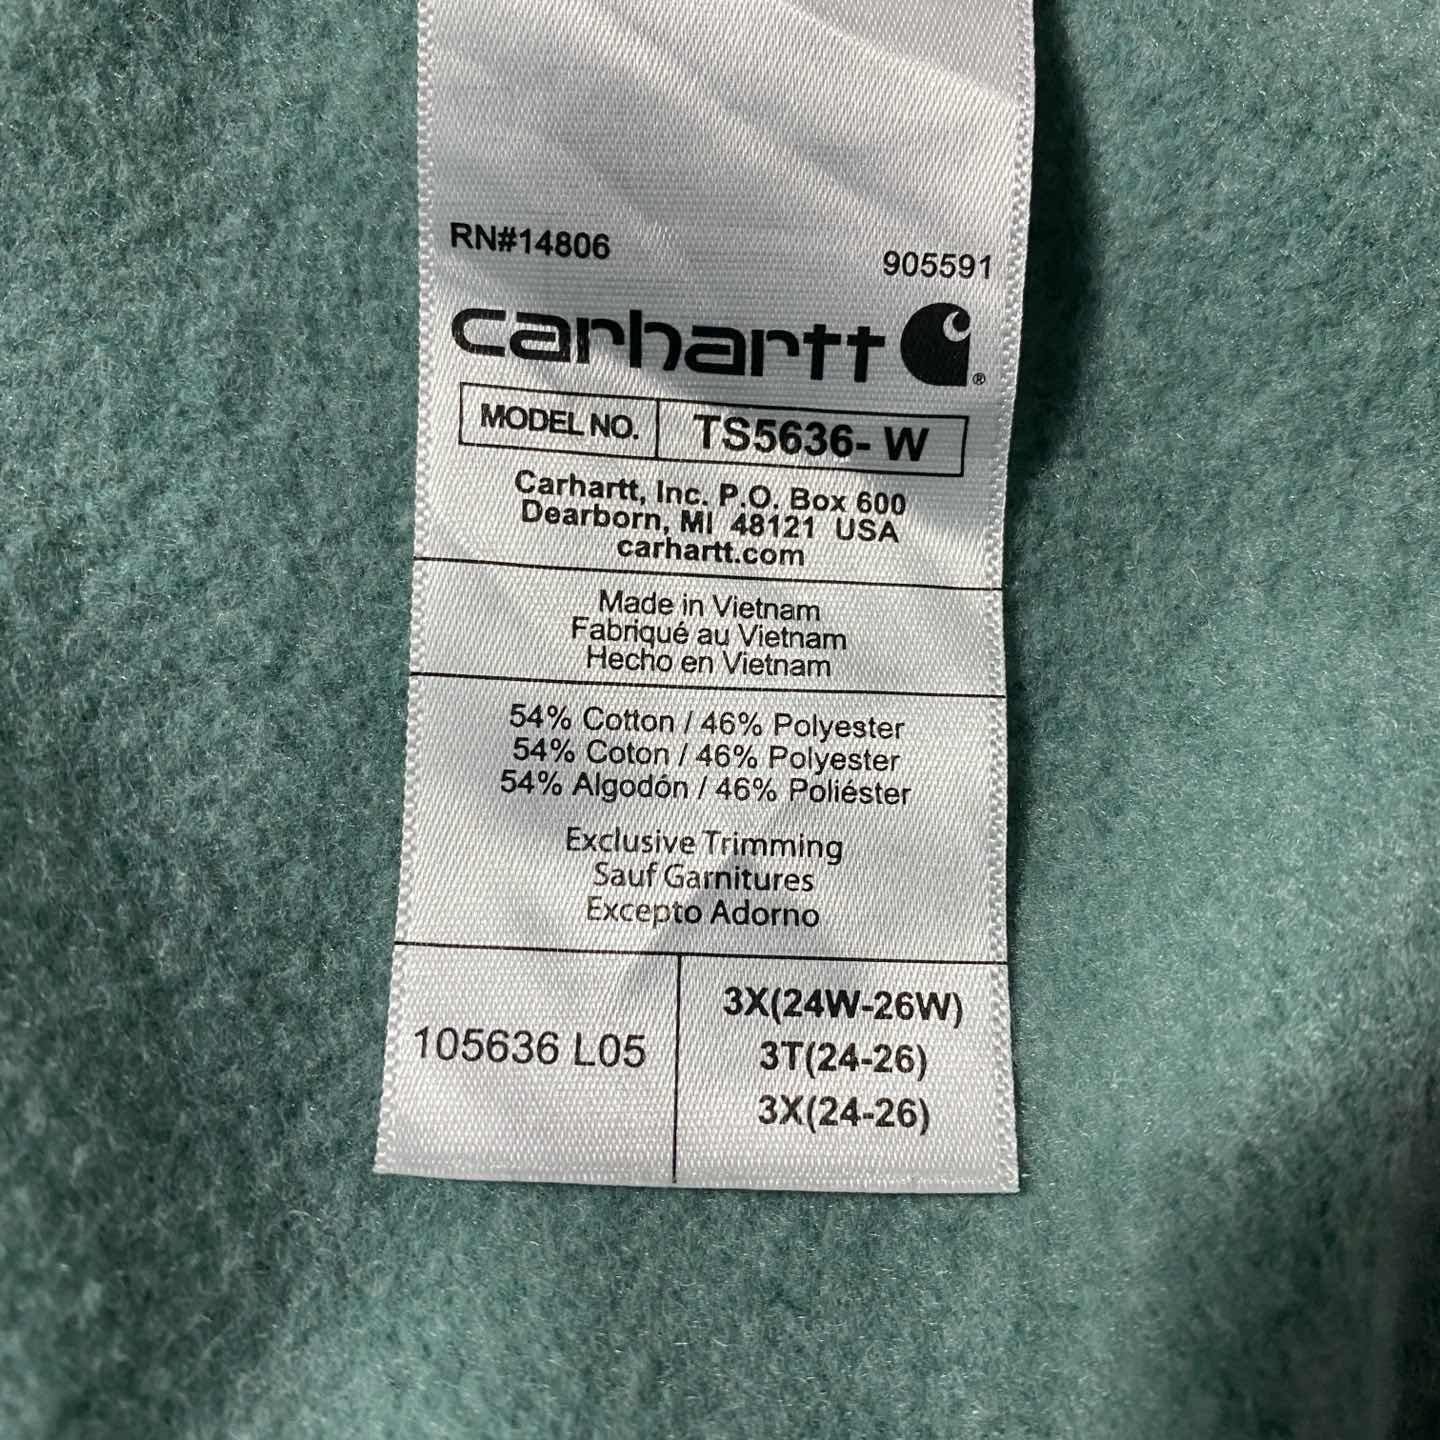 RN#14806 905591
carhartt ®
MODEL NO. TS5636- W
Carhartt, Inc. P.O. Box 600
Dearborn, MI 48121 USA
carhartt.com
Made in Vietnam
Fabriqué au Vietnam
Hecho en Vietnam
54% Cotton / 46% Polyester
54% Coton / 46% Polyester
54% Algodón / 46% Poliéster
Exclusive Trimming
Sauf Garnitures
Excepto Adorno
105636 L05
3X(24W-26W)
3T(24-26)
3X(24-26)